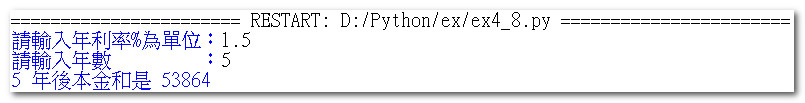 ======================= RESTART: D:/Python/ex/ex4_8.py =======================
請輸入年利率%為單位：1.5
請輸入年數　　　　　：5
5 年後本金和是 53864